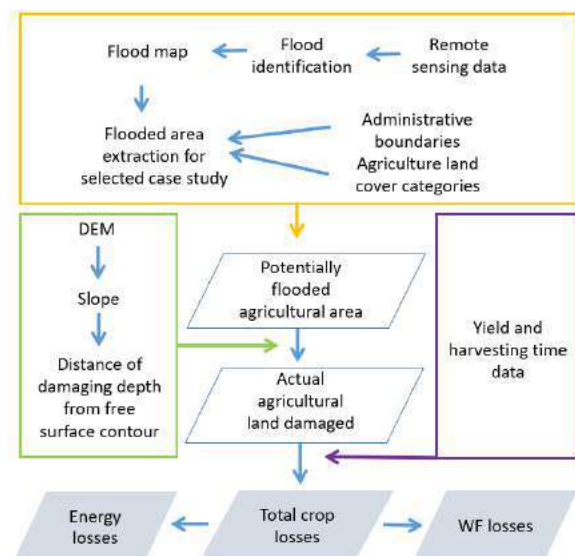 Flood map
Flood
identification
Remote
sensing data
Flooded area
extraction for
selected case study
Administrative
boundaries
Agriculture land
cover categories
DEM
Slope
Distance of
damaging depth
from free
surface contour
Potentially
flooded
agricultural area
Actual
agricultural
land damaged
Yield and
harvesting time
data
Energy
losses
Total crop
losses
WF losses